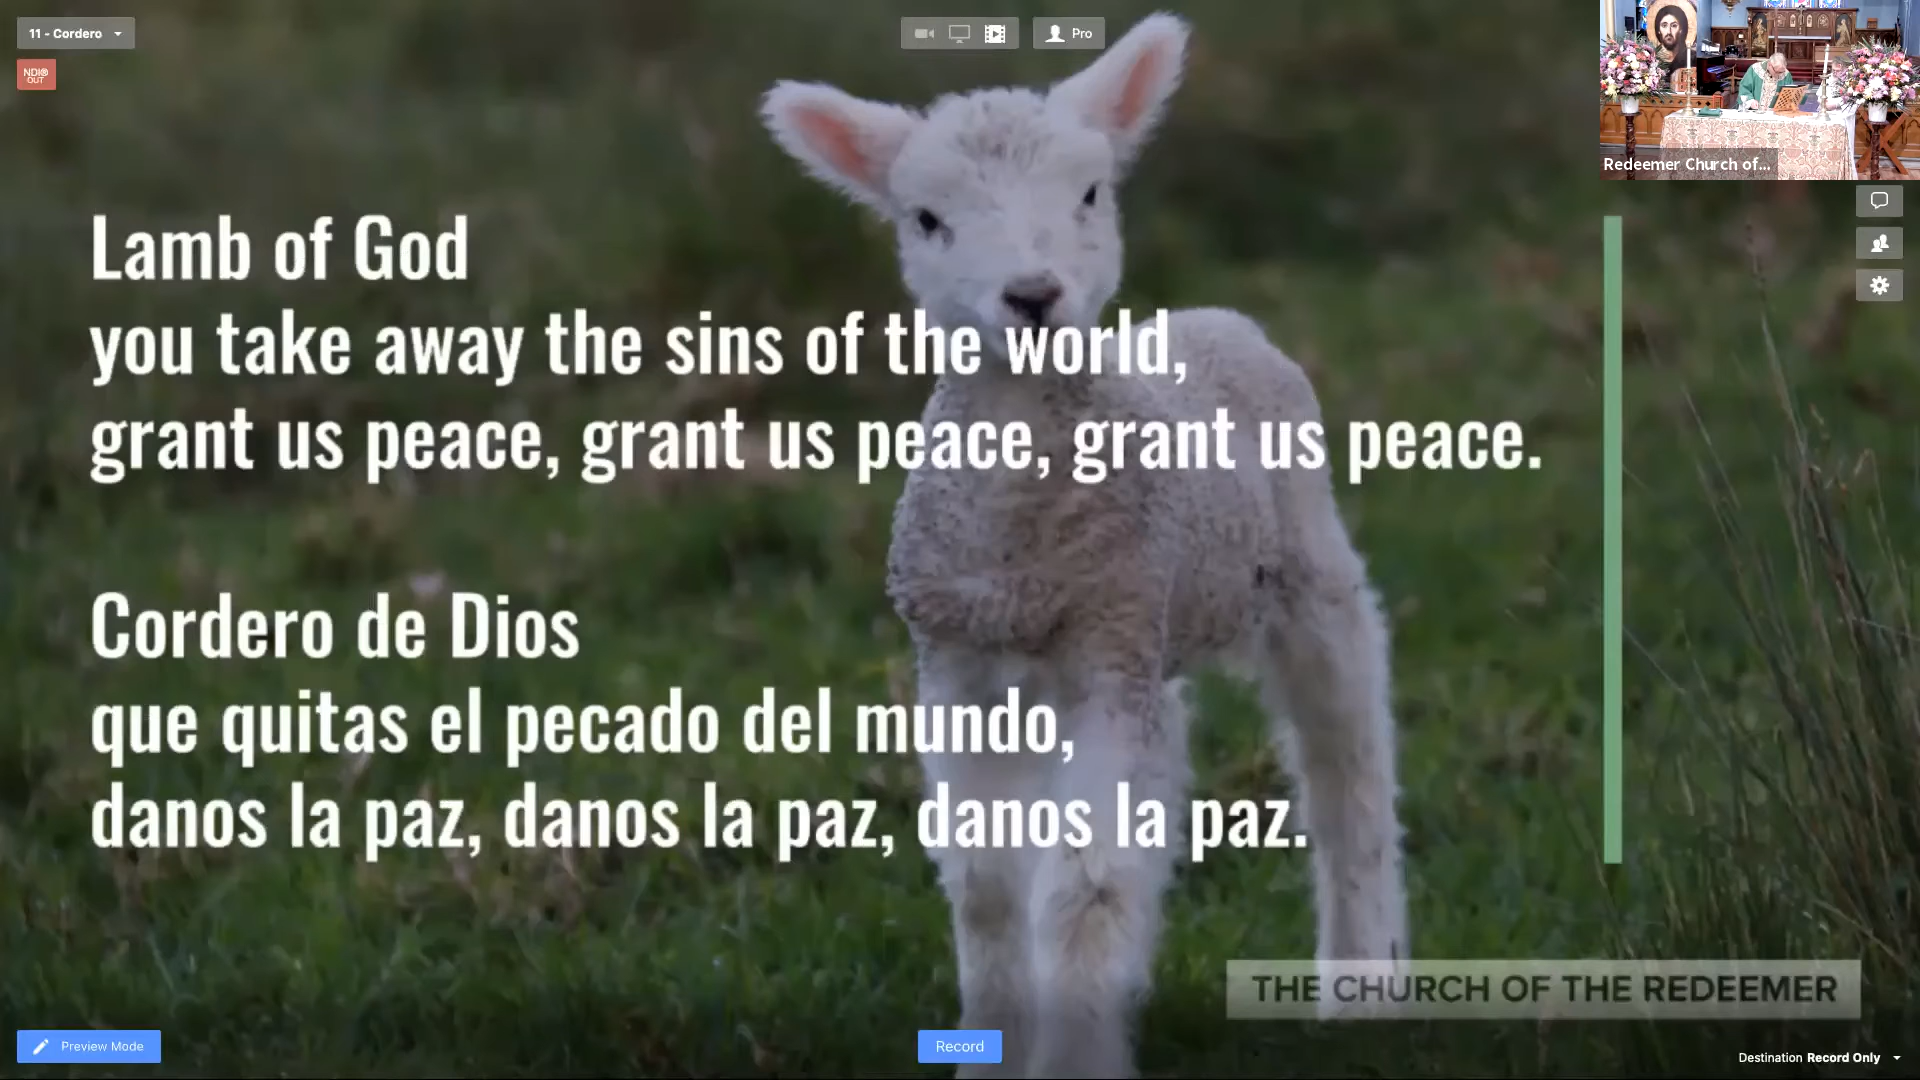 11 - Cordero
Pro
NDI® OUT
Redeemer Church of...
Lamb of God
you take away the sins of the world,
grant us peace, grant us peace, grant us peace.
Cordero de Dios
que quitas el pecado del mundo,
danos la paz, danos la paz, danos la paz.
THE CHURCH OF THE REDEEMER
Preview Mode
Record
Destination Record Only